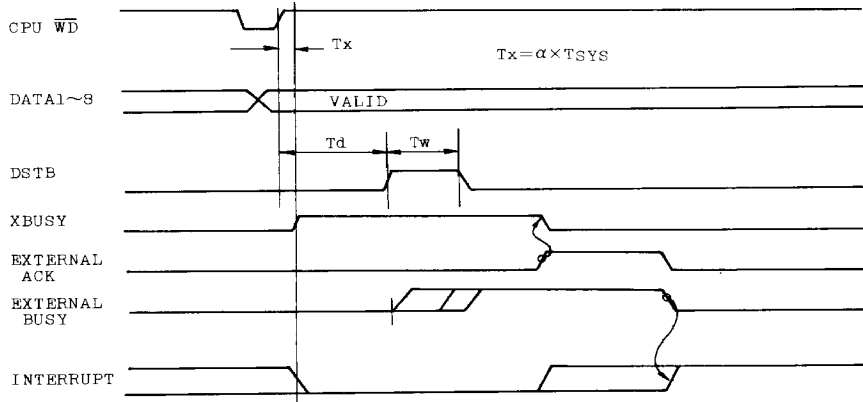 CPU WD
Tx
Tx=α×TSYS
DATA1~8
VALID
Td
Tw
DSTB
XBUSY
EXTERNAL
ACK
EXTERNAL
BUSY
INTERRUPT